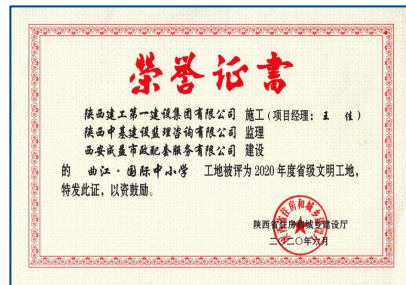 荣誉证书
陕西建工第一建设集团有限公司 施工(项目经理: 王 佳)
陕西中基建设监理咨询有限公司 监理
西安成益市政配套服务有限公司 建设
的 曲江·国际中小学 工地被评为2020年度省级文明工地,
特发此证,以资鼓励。
陕西省住房和城乡建设厅
二〇二〇年六月